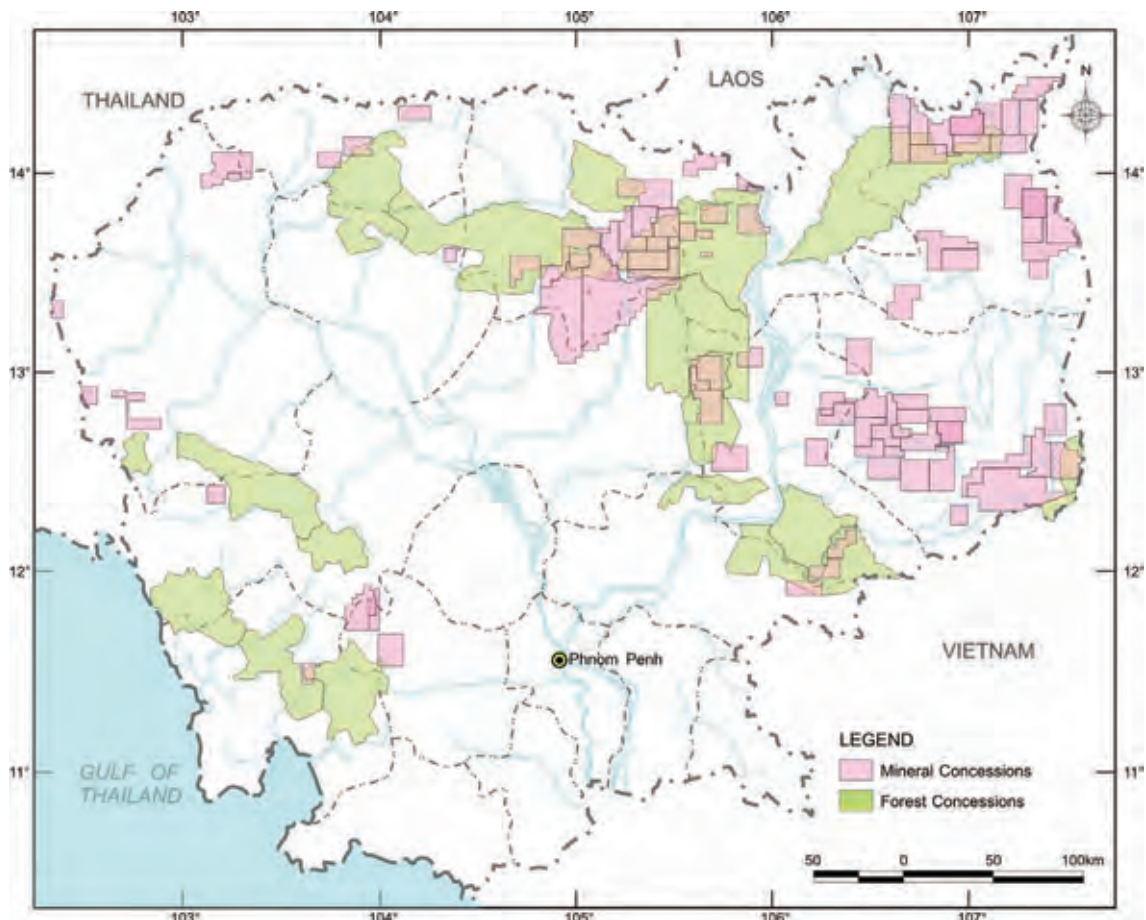 103°
104°
105°
106°
107°
THAILAND
LAOS
N
14°
14°
13°
13°
12°
12°
Phnom Penh
VIETNAM
LEGEND
Mineral Concessions
Forest Concessions
11°
11°
GULF OF
THAILAND
50 0 50 100km
103°
104°
105°
106°
107°